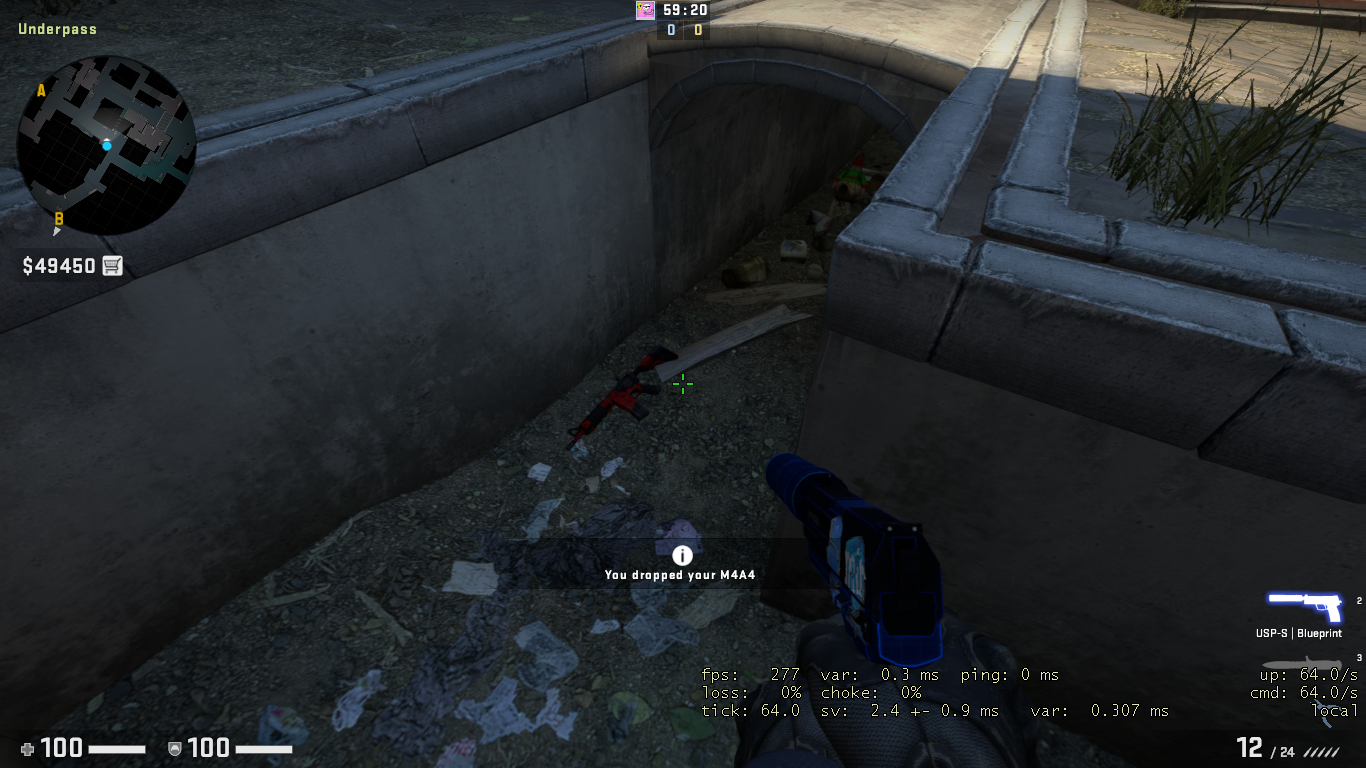 59:20
0 0
Underpass
A
B
$49450
You dropped your M4A4
2
USP-S | Blueprint
3
fps: 277 var: 0.3 ms ping: 0 ms
loss: 0% choke: 0%
tick: 64.0 sv: 2.4 +- 0.9 ms var: 0.307 ms
up: 64.0/s
cmd: 64.0/s
local
100 100
12 / 24